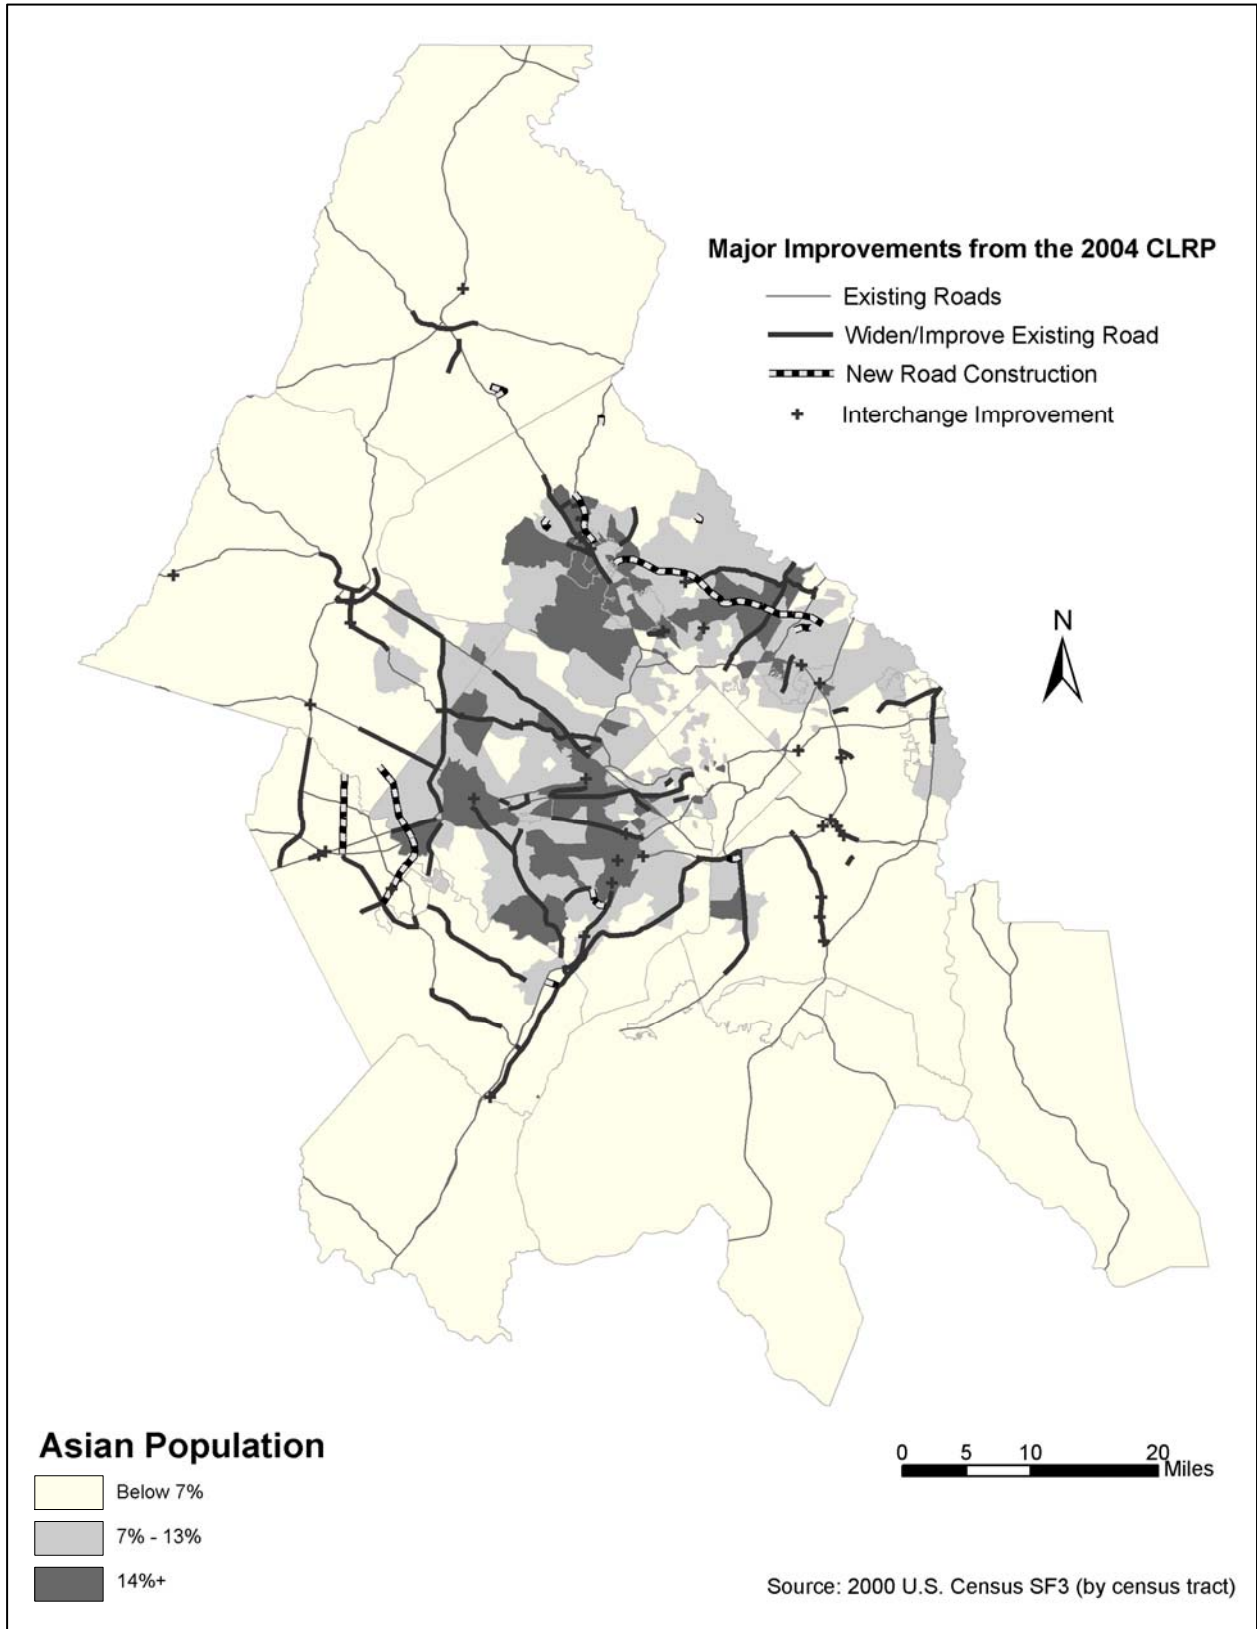 Major Improvements from the 2004 CLRP
Existing Roads
Widen/Improve Existing Road
New Road Construction
Interchange Improvement
N
Asian Population
Below 7%
7% - 13%
14%+
0 5 10 20
Miles
Source: 2000 U.S. Census SF3 (by census tract)